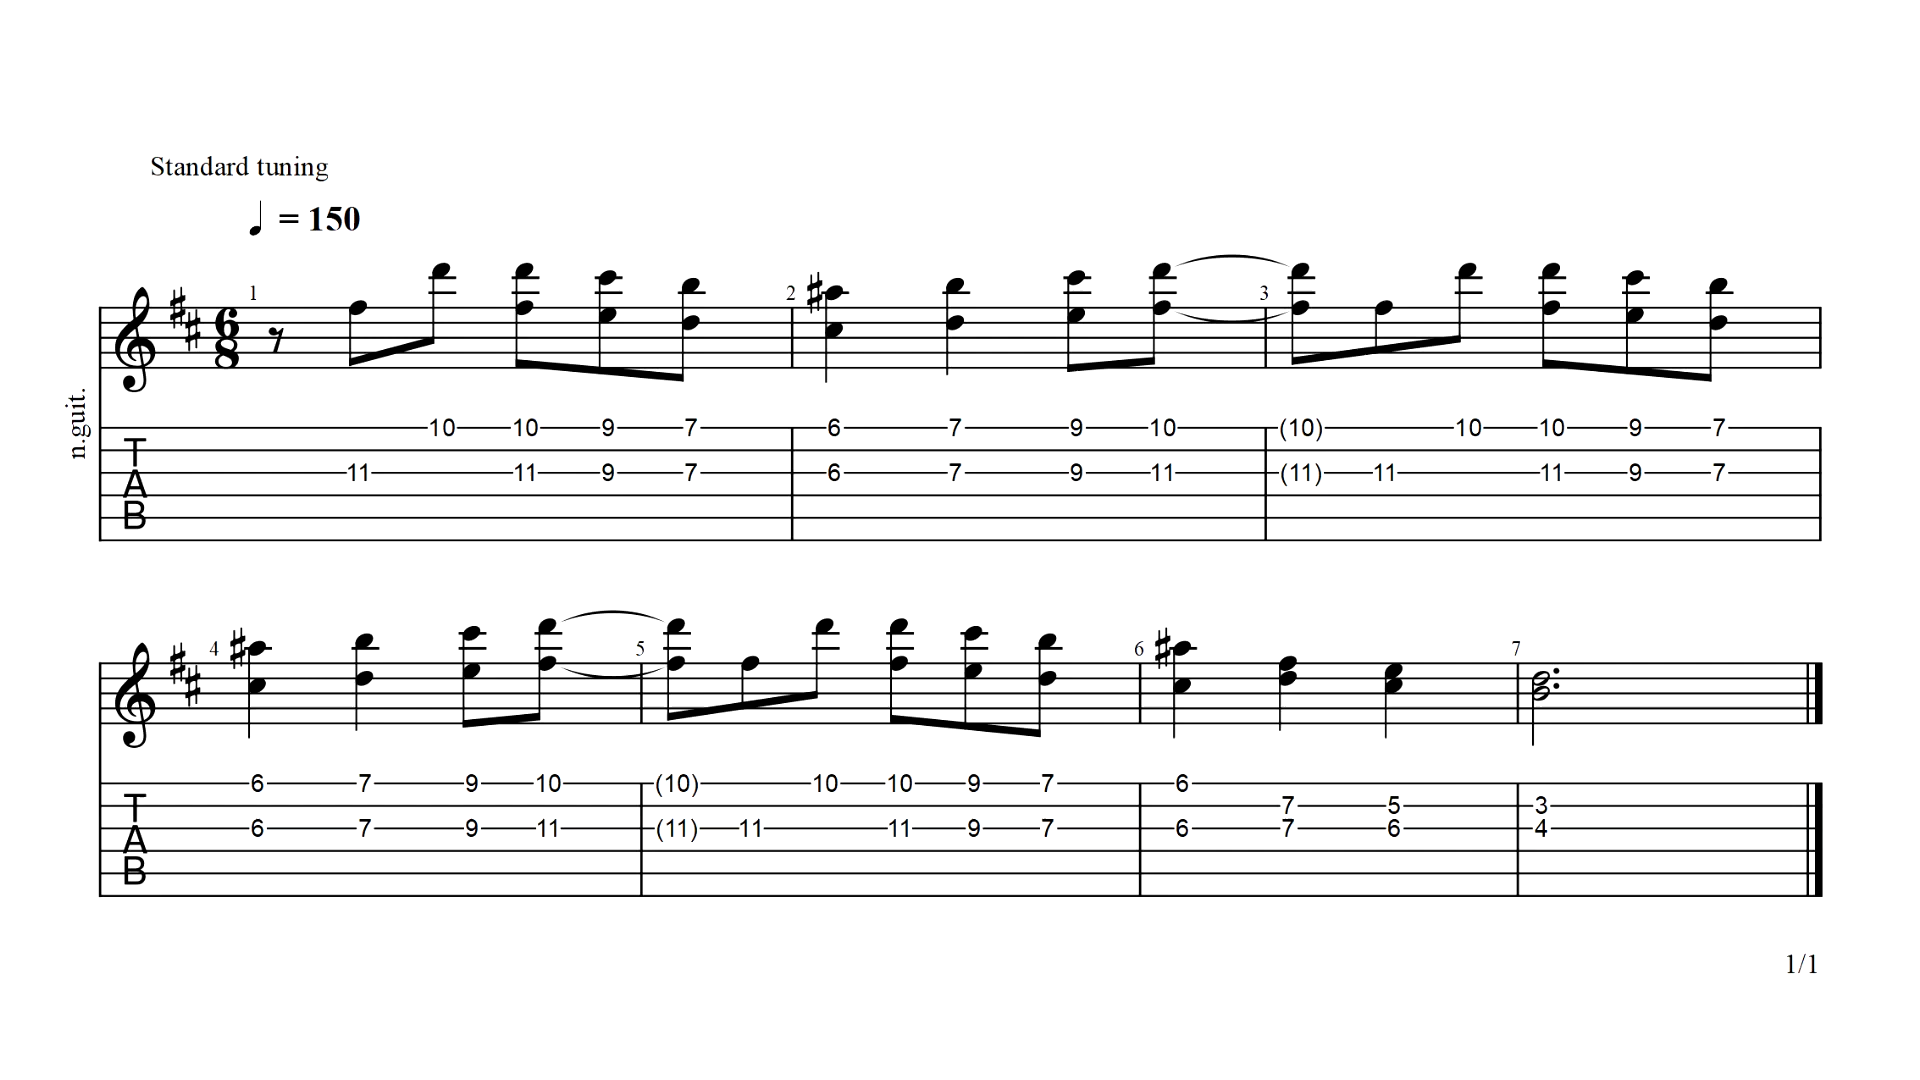 Standard tuning
= 150
1 2 3
6 8
n.guit.
T A B
10 10 9 7 6 7 9 10 (10) 10 10 9 7
11 11 9 7 6 7 9 11 (11) 11 11 9 7
4 5 6 7
T A B
6 7 9 10 (10) 10 10 9 7 6
7 5 3
6 7 9 11 (11) 11 11 9 7 6 7 6 4
1/1